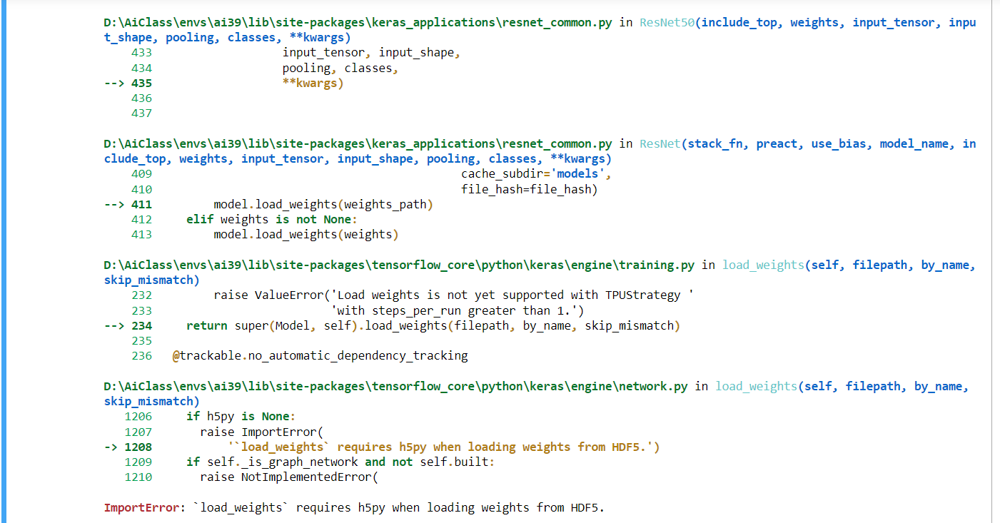 D:\AiClass\envs\ai39\lib\site-packages\keras_applications\resnet_common.py in ResNet50(include_top, weights, input_tensor, inpu
t_shape, pooling, classes, **kwargs)
    433                     input_tensor, input_shape,
    434                     pooling, classes,
--> 435                     **kwargs)
    436
    437
D:\AiClass\envs\ai39\lib\site-packages\keras_applications\resnet_common.py in ResNet(stack_fn, preact, use_bias, model_name, in
clude_top, weights, input_tensor, input_shape, pooling, classes, **kwargs)
    409                                             cache_subdir='models',
    410                                             file_hash=file_hash)
--> 411         model.load_weights(weights_path)
    412     elif weights is not None:
    413         model.load_weights(weights)
D:\AiClass\envs\ai39\lib\site-packages\tensorflow_core\python\keras\engine\training.py in load_weights(self, filepath, by_name,
skip_mismatch)
    232         raise ValueError('Load weights is not yet supported with TPUStrategy '
    233                          'with steps_per_run greater than 1.')
--> 234     return super(Model, self).load_weights(filepath, by_name, skip_mismatch)
    235
    236   @trackable.no_automatic_dependency_tracking
D:\AiClass\envs\ai39\lib\site-packages\tensorflow_core\python\keras\engine\network.py in load_weights(self, filepath, by_name,
skip_mismatch)
   1206     if h5py is None:
   1207       raise ImportError(
-> 1208           '`load_weights` requires h5py when loading weights from HDF5.')
   1209     if self._is_graph_network and not self.built:
   1210       raise NotImplementedError(
ImportError: `load_weights` requires h5py when loading weights from HDF5.